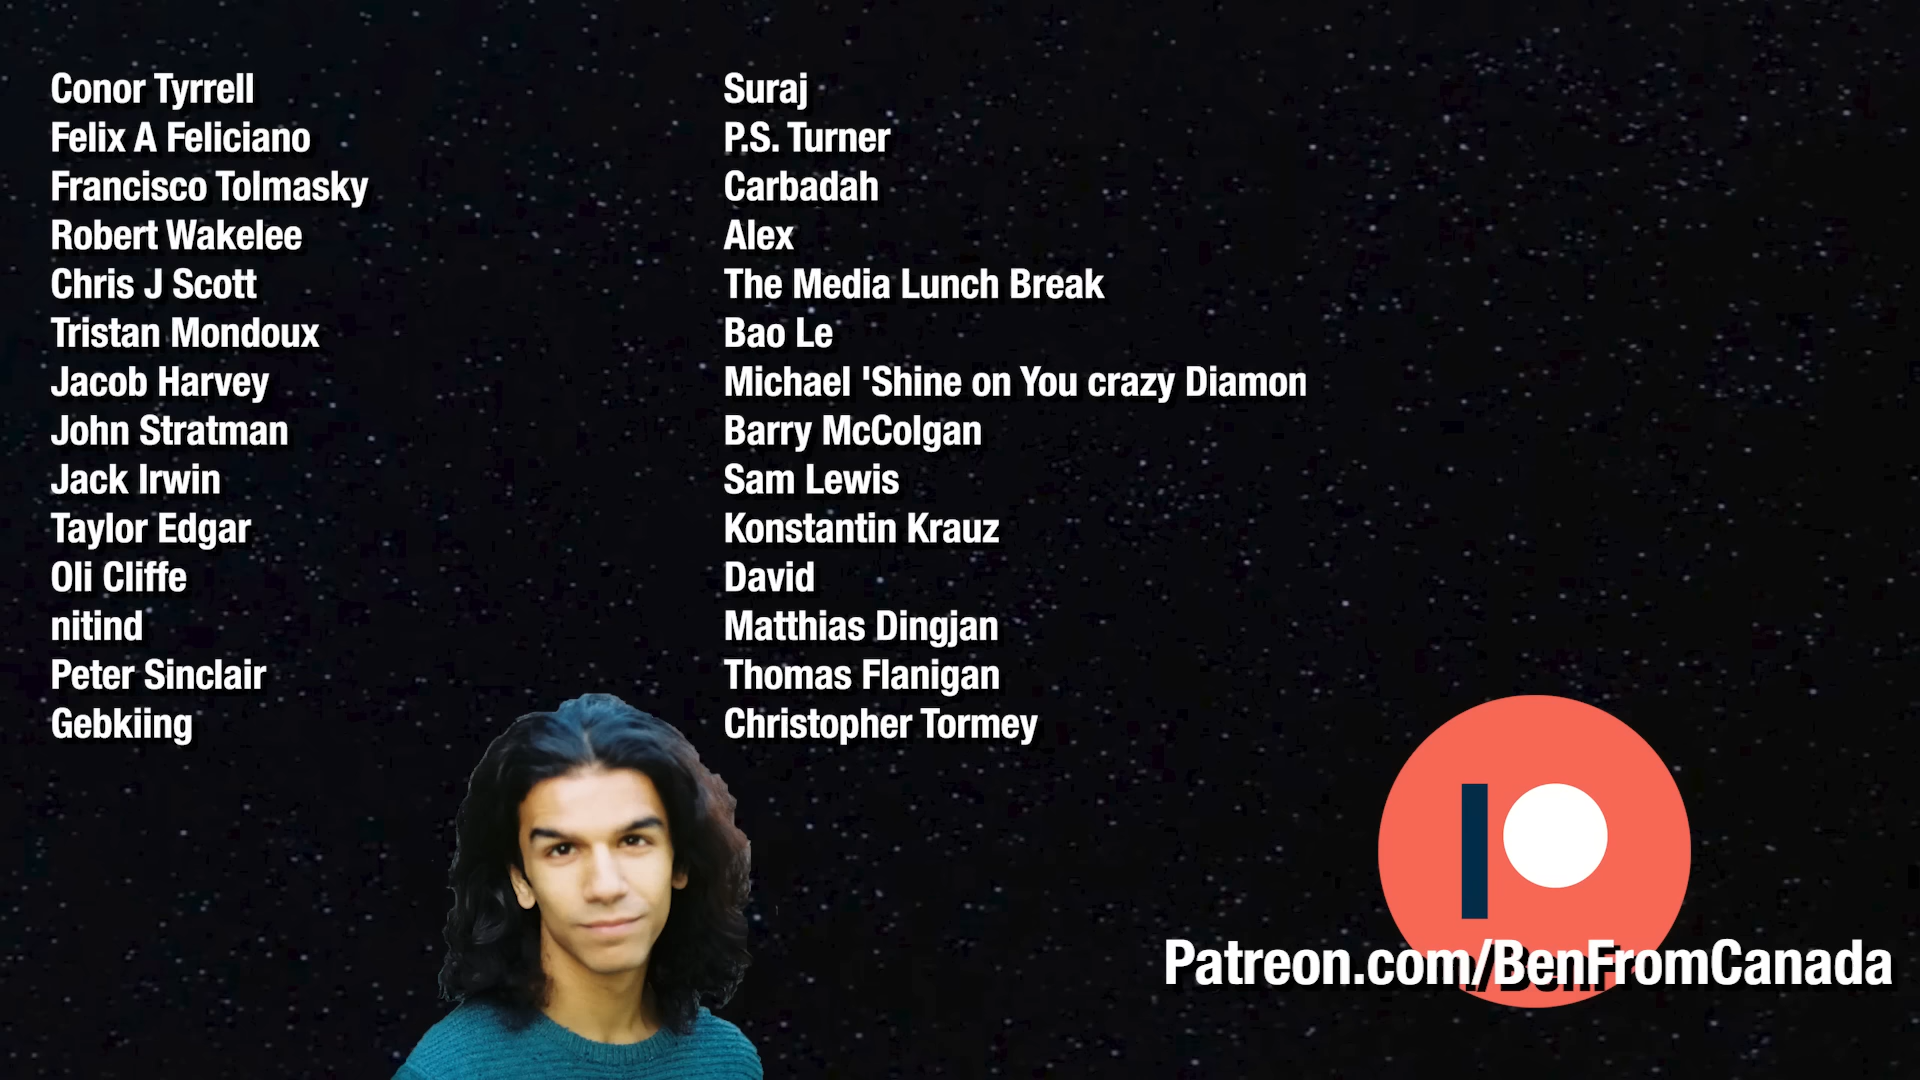 Conor Tyrrell
Felix A Feliciano
Francisco Tolmasky
Robert Wakelee
Chris J Scott
Tristan Mondoux
Jacob Harvey
John Stratman
Jack Irwin
Taylor Edgar
Oli Cliffe
nitind
Peter Sinclair
Gebkiing
Suraj
P.S. Turner
Carbadah
Alex
The Media Lunch Break
Bao Le
Michael 'Shine on You crazy Diamon
Barry McColgan
Sam Lewis
Konstantin Krauz
David
Matthias Dingjan
Thomas Flanigan
Christopher Tormey
Patreon.com/BenFromCanada